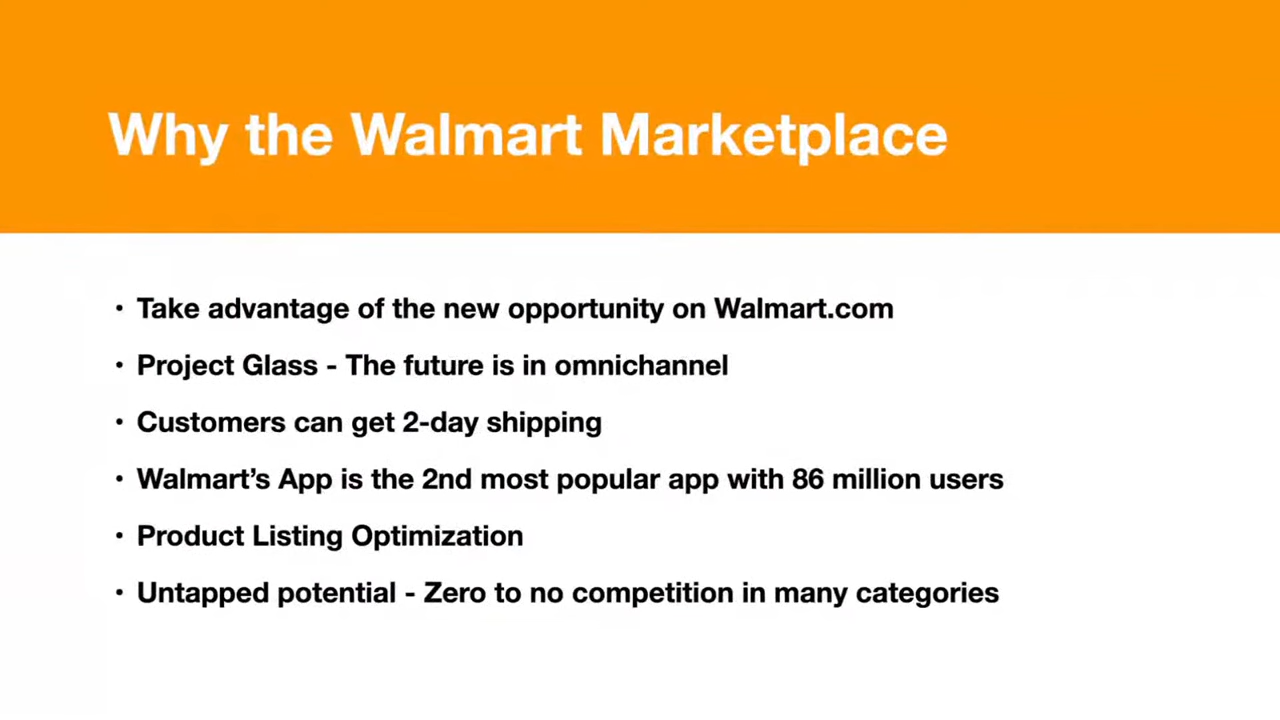 Why the Walmart Marketplace
• Take advantage of the new opportunity on Walmart.com
• Project Glass - The future is in omnichannel
• Customers can get 2-day shipping
• Walmart’s App is the 2nd most popular app with 86 million users
• Product Listing Optimization
• Untapped potential - Zero to no competition in many categories